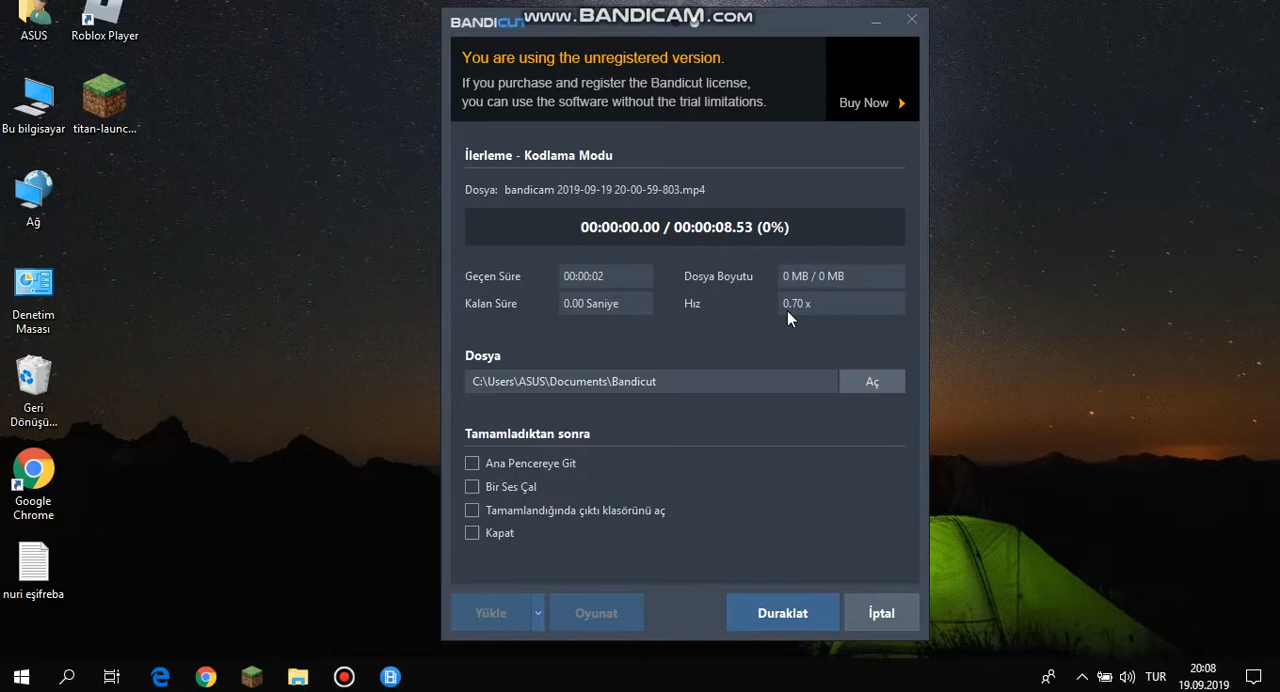 ASUS
Roblox Player
Bu bilgisayar
titan-launc...
Ağ
Denetim
Masası
Geri
Dönüşü...
Google
Chrome
nuri eşifreba
BANDICUT
www.BANDICAM.COM
You are using the unregistered version.
If you purchase and register the Bandicut license,
you can use the software without the trial limitations.
Buy Now
İlerleme - Kodlama Modu
Dosya: bandicam 2019-09-19 20-00-59-803.mp4
00:00:00.00 / 00:00:08.53 (0%)
Geçen Süre 00:00:02 Dosya Boyutu 0 MB / 0 MB
Kalan Süre 0.00 Saniye Hız 0.70 x
Dosya
C:\Users\ASUS\Documents\Bandicut Aç
Tamamladıktan sonra
Ana Pencereye Git
Bir Ses Çal
Tamamlandığında çıktı klasörünü aç
Kapat
Yükle Oyunat Duraklat İptal
TUR
20:08
19.09.2019